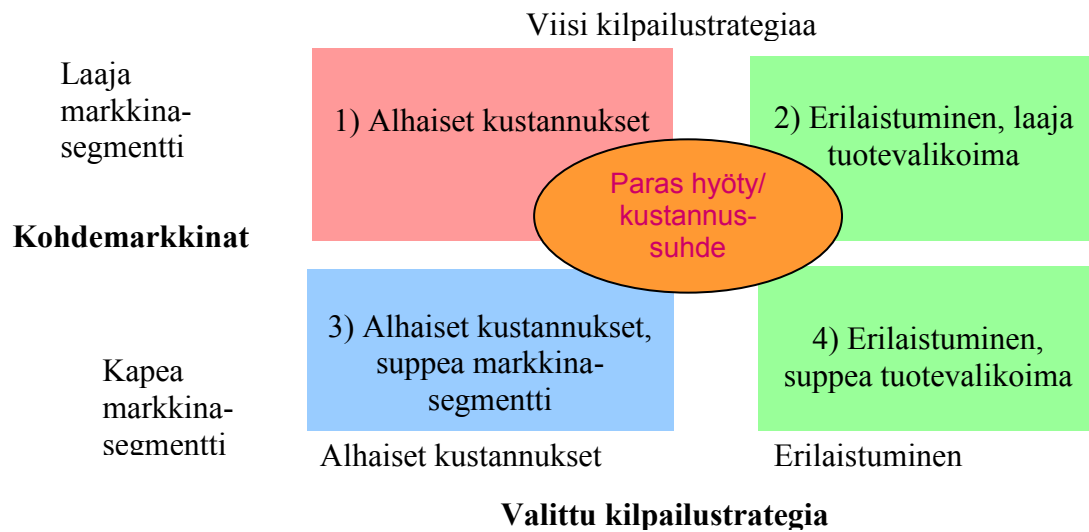 Viisi kilpailustrategiaa
Laaja
markkina-
segmentti
1) Alhaiset kustannukset
2) Erilaistuminen, laaja
tuotevalikoima
Paras hyöty/
kustannus-
suhde
Kohdemarkkinat
3) Alhaiset kustannukset,
suppea markkina-
segmentti
4) Erilaistuminen,
suppea tuotevalikoima
Kapea
markkina-
segmentti
Alhaiset kustannukset
Erilaistuminen
Valittu kilpailustrategia